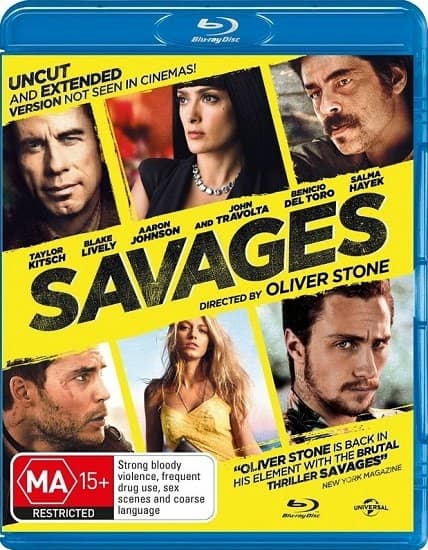 Blu-ray Disc
UNCUT
AND EXTENDED
VERSION NOT SEEN IN CINEMAS!
TAYLOR
KITSCH
BLAKE
LIVELY
AARON
JOHNSON
AND
JOHN
TRAVOLTA
BENICIO
DEL TORO
SALMA
HAYEK
SAVAGES
DIRECTED BY OLIVER STONE
"OLIVER STONE IS BACK IN
HIS ELEMENT WITH THE BRUTAL
THRILLER SAVAGES"
NEW YORK MAGAZINE
MA 15+
RESTRICTED
Strong bloody
violence, frequent
drug use, sex
scenes and coarse
language
Blu-ray Disc
UNIVERSAL